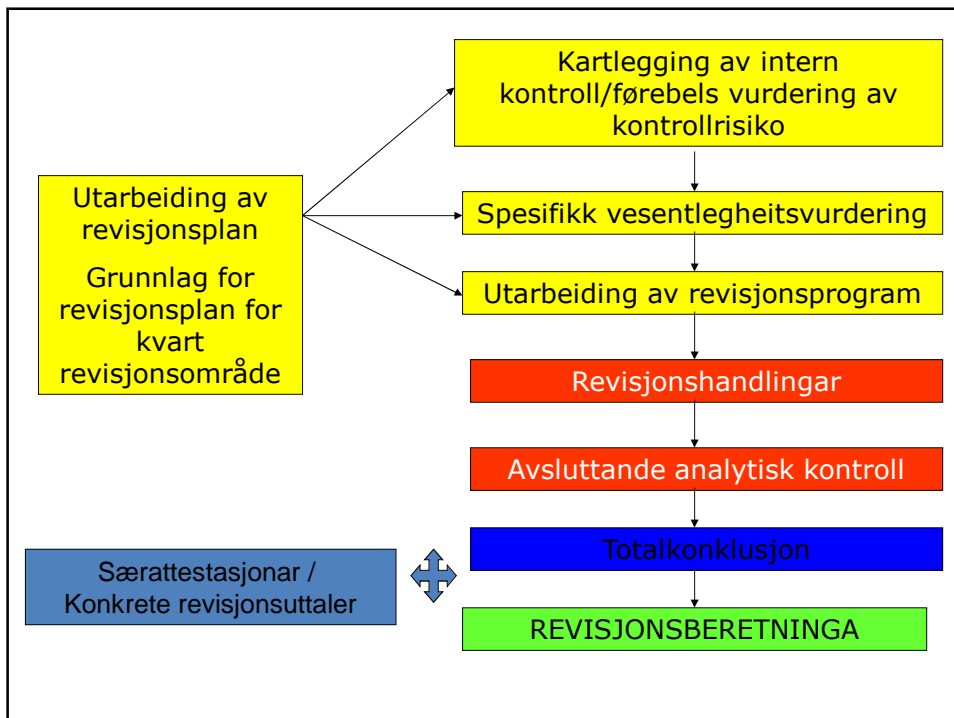 Kartlegging av intern
kontroll/førebels vurdering av
kontrollrisiko
Utarbeiding av
revisjonsplan
Grunnlag for
revisjonsplan for
kvart
revisjonsområde
Spesifikk vesentlegheitsvurdering
Utarbeiding av revisjonsprogram
Revisjonshandlingar
Avsluttande analytisk kontroll
Totalkonklusjon
Særattestasjonar /
Konkrete revisjonsuttaler
REVISJONSBERETNINGA